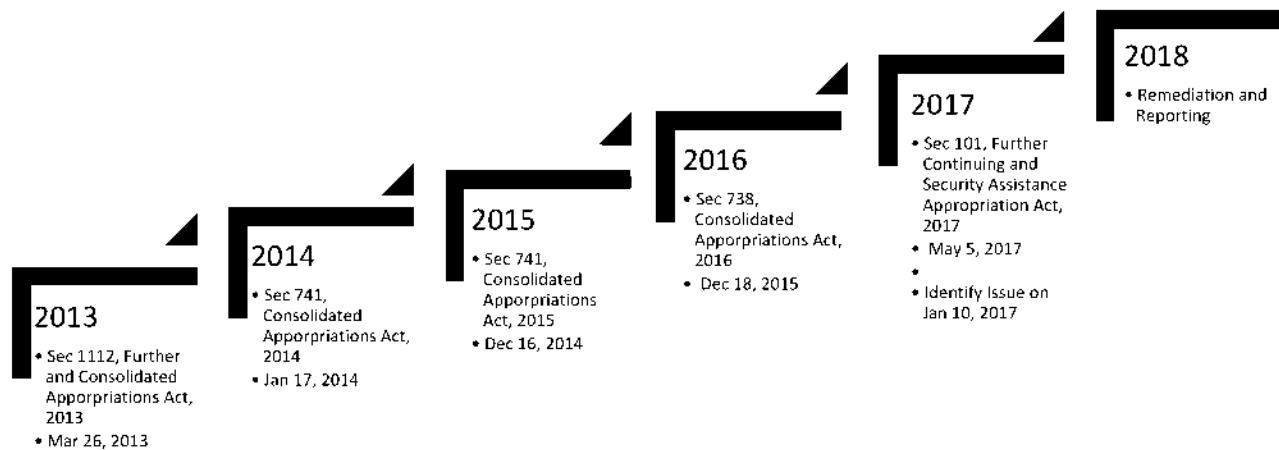 2013
• Sec 1112, Further
and Consolidated
Apporpriations Act,
2013
• Mar 26, 2013
2014
• Sec 741,
Consolidated
Apporpriations Act,
2014
• Jan 17, 2014
2015
• Sec 741,
Consolidated
Apporpriations
Act, 2015
• Dec 16, 2014
2016
• Sec 738,
Consolidated
Apporpriations Act,
2016
• Dec 18, 2015
2017
• Sec 101, Further
Continuing and
Security Assistance
Appropriation Act,
2017
• May 5, 2017
•
• Identify Issue on
Jan 10, 2017
2018
• Remediation and
Reporting